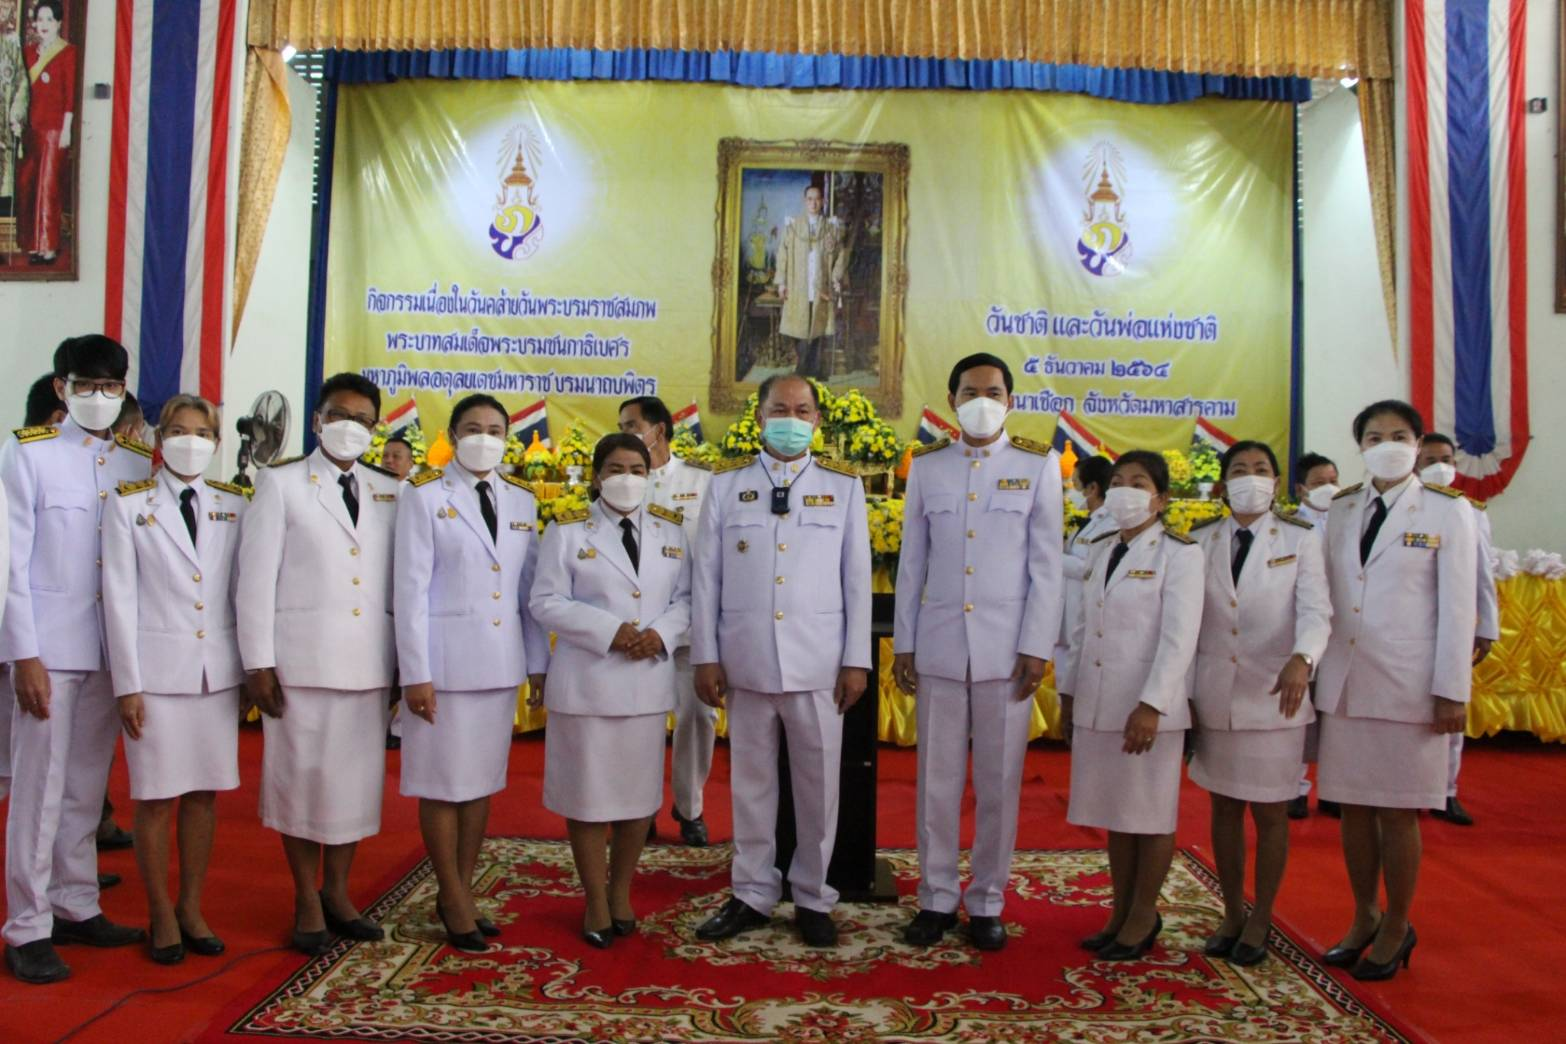 กิจกรรมเนื่องในวันคล้ายวันพระบรมราชสมภพ
พระบาทสมเด็จพระบรมชนกาธิเบศร
มหาภูมิพลอดุลยเดชมหาราช บรมนาถบพิตร
วันชาติ และวันพ่อแห่งชาติ
๕ ธันวาคม ๒๕๖๔
นาเชือก จังหวัดมหาสารคาม